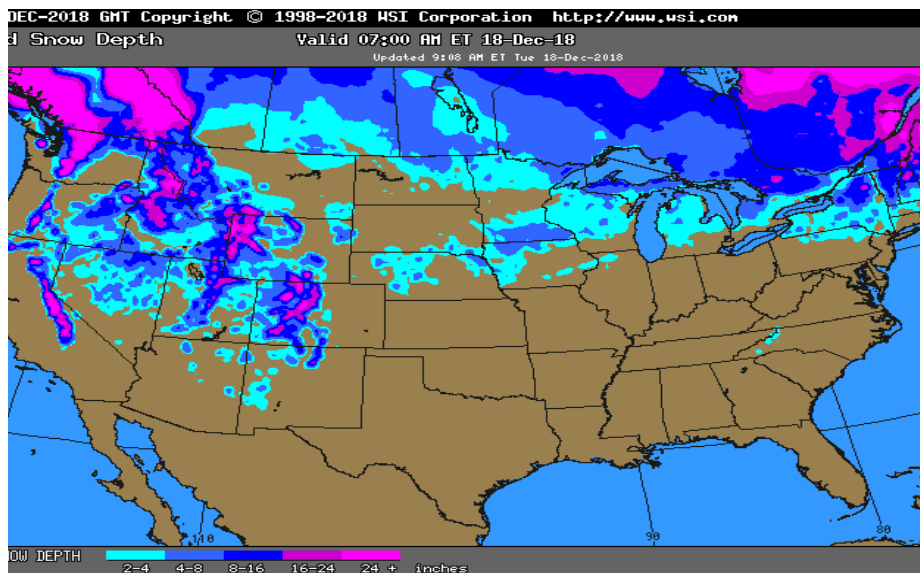 DEC-2018 GMT Copyright © 1998-2018 WSI Corporation http://www.wsi.com
d Snow Depth Valid 07:00 AM ET 18-Dec-18
Updated 9:08 AM ET Tue 18-Dec-2018
110
90
80
OW DEPTH
2-4 4-8 8-16 16-24 24 + inches